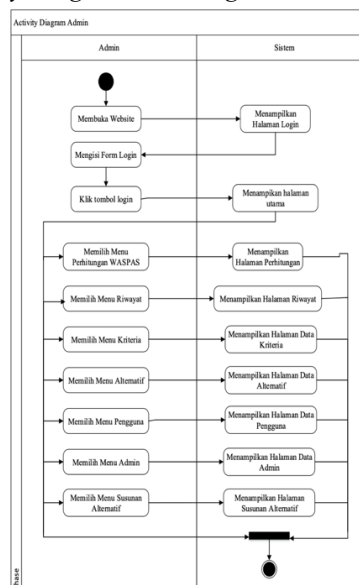 Activity Diagram Admin
Admin
Sistem
Membuka Website
Menampilkan
Halaman Login
Mengisi Form Login
Klik tombol login
Menampikan halaman
utama
Memilih Menu
Perhitungan WASPAS
Menampilkan
Halaman Perhitungan
Memilih Menu Riwayat
Menampilkan Halaman Riwayat
Memilih Menu Kriteria
Menampilkan Halaman Data
Kriteria
Memilih Menu Alternatif
Menampilkan Halaman Data
Alternatif
Memilih Menu Pengguna
Menampilkan Halaman Data
Pengguna
Memilih Menu Admin
Menampilkan Halaman Data
Admin
Memilih Menu Susunan
Alternatif
Menampilkan Halaman
Susunan Alternatif